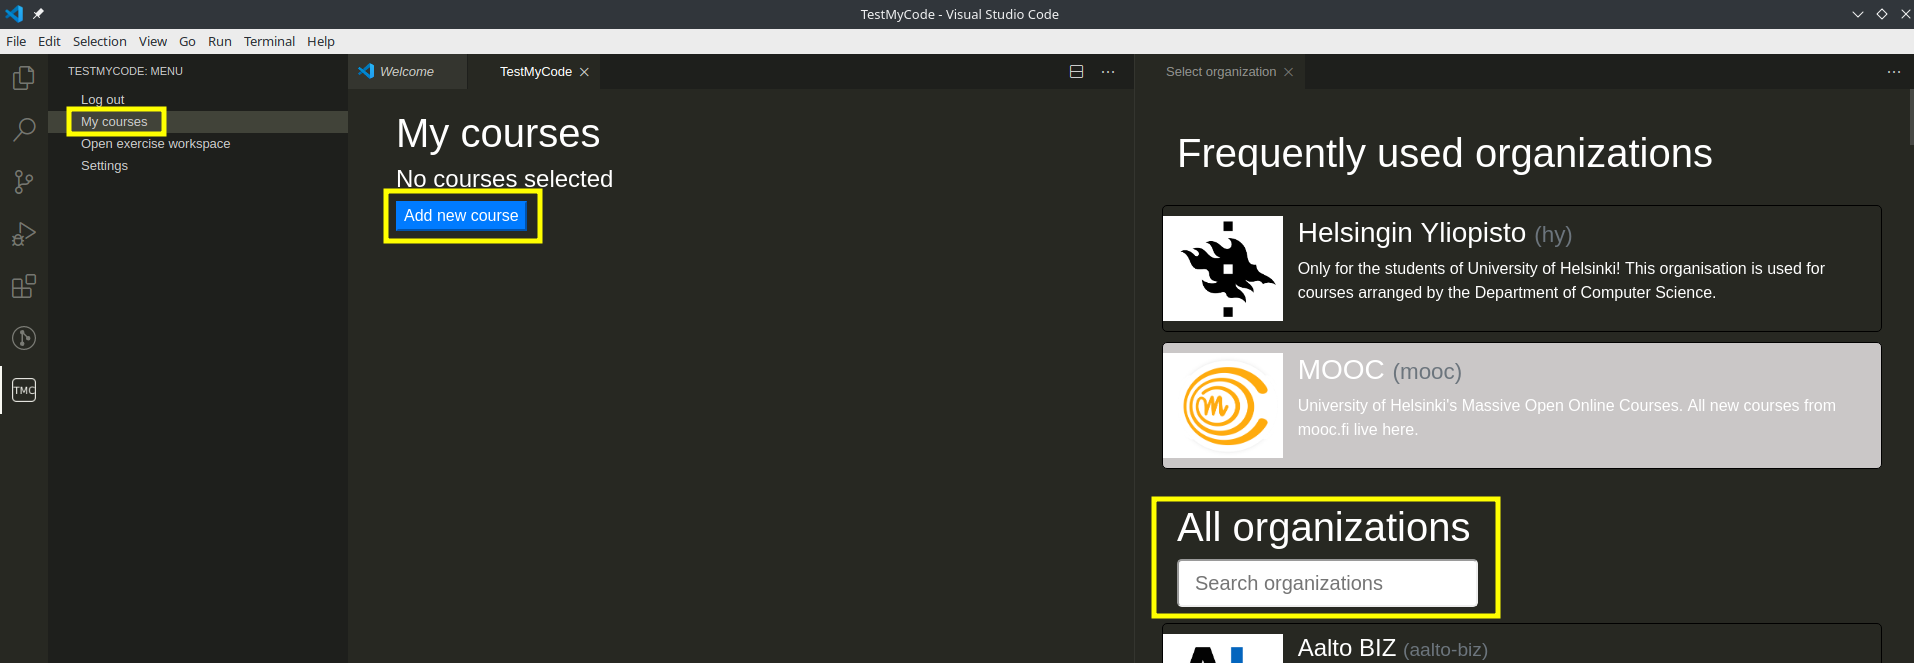 TestMyCode - Visual Studio Code
File Edit Selection View Go Run Terminal Help
TESTMYCODE: MENU
Log out
My courses
Open exercise workspace
Settings
TMC
Welcome
TestMyCode
My courses
No courses selected
Add new course
Select organization
Frequently used organizations
Helsingin Yliopisto (hy)
Only for the students of University of Helsinki! This organisation is used for
courses arranged by the Department of Computer Science.
MOOC (mooc)
University of Helsinki's Massive Open Online Courses. All new courses from
mooc.fi live here.
All organizations
Search organizations
Aalto BIZ (aalto-biz)